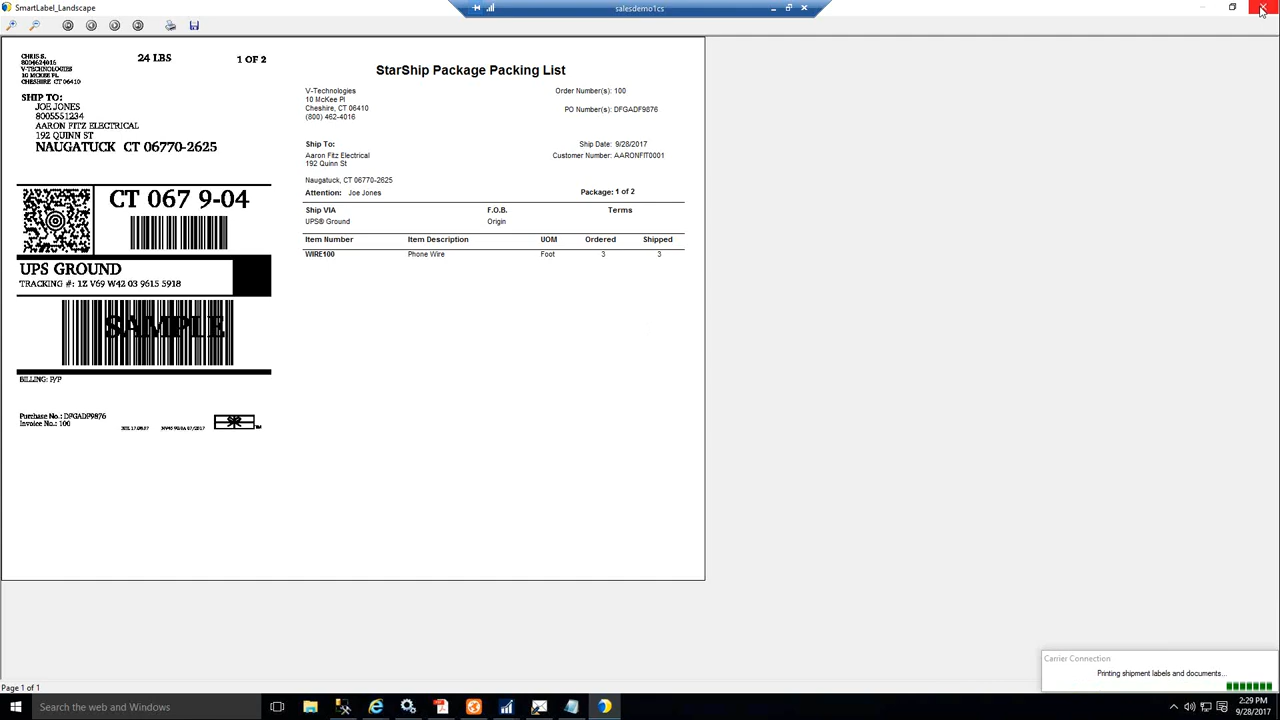 SmartLabel_Landscape
salesdemo1cs
CHRIS S.
8004624016
V-TECHNOLOGIES
10 MCKEE PL
CHESHIRE CT 06410
24 LBS
1 OF 2
SHIP TO:
JOE JONES
8005551234
AARON FITZ ELECTRICAL
192 QUINN ST
NAUGATUCK CT 06770-2625
CT 067 9-04
UPS GROUND
TRACKING #: 1Z V69 W42 03 9615 5918
SAMPLE
BILLING: P/P
Purchase No.: DFGADF9876
Invoice No.: 100
StarShip Package Packing List
V-Technologies
10 McKee Pl
Cheshire, CT 06410
(800) 462-4016
Order Number(s): 100
PO Number(s): DFGADF9876
Ship To:
Aaron Fitz Electrical
192 Quinn St
Naugatuck, CT 06770-2625
Attention: Joe Jones
Ship Date: 9/28/2017
Customer Number: AARONFIT0001
Package: 1 of 2
Ship VIA F.O.B. Terms
UPS® Ground Origin
Item Number Item Description UOM Ordered Shipped
WIRE100 Phone Wire Foot 3 3
Carrier Connection
Printing shipment labels and documents...
Page 1 of 1
Search the web and Windows
2:29 PM
9/28/2017